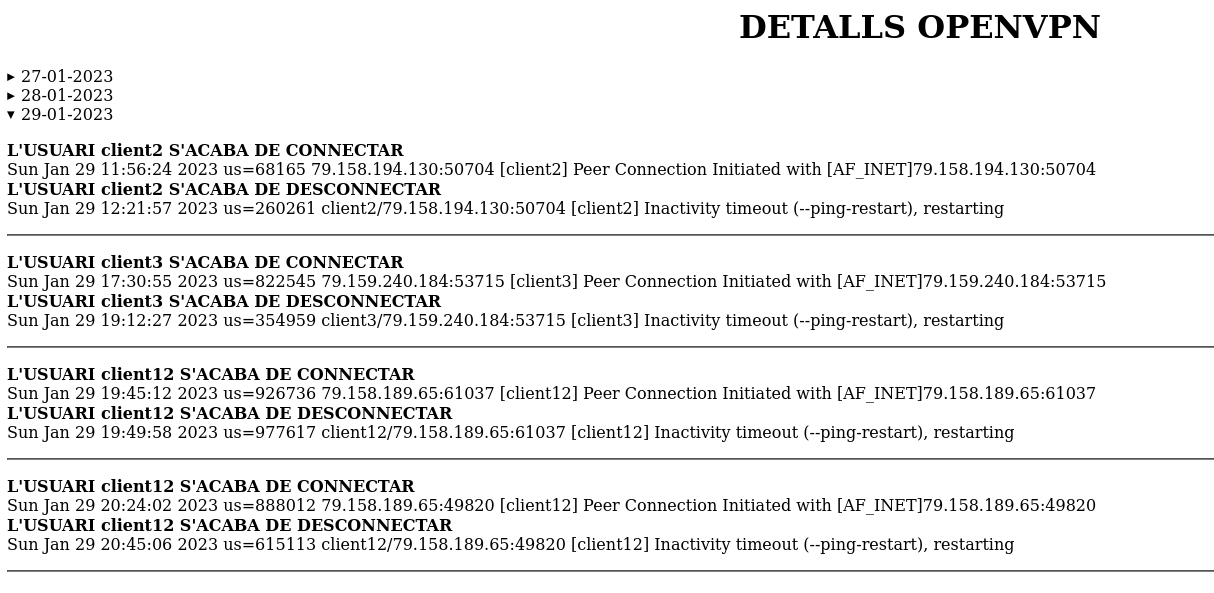 DETALLS OPENVPN
▸ 27-01-2023
▸ 28-01-2023
▾ 29-01-2023
L'USUARI client2 S'ACABA DE CONNECTAR
Sun Jan 29 11:56:24 2023 us=68165 79.158.194.130:50704 [client2] Peer Connection Initiated with [AF_INET]79.158.194.130:50704
L'USUARI client2 S'ACABA DE DESCONNECTAR
Sun Jan 29 12:21:57 2023 us=260261 client2/79.158.194.130:50704 [client2] Inactivity timeout (--ping-restart), restarting
L'USUARI client3 S'ACABA DE CONNECTAR
Sun Jan 29 17:30:55 2023 us=822545 79.159.240.184:53715 [client3] Peer Connection Initiated with [AF_INET]79.159.240.184:53715
L'USUARI client3 S'ACABA DE DESCONNECTAR
Sun Jan 29 19:12:27 2023 us=354959 client3/79.159.240.184:53715 [client3] Inactivity timeout (--ping-restart), restarting
L'USUARI client12 S'ACABA DE CONNECTAR
Sun Jan 29 19:45:12 2023 us=926736 79.158.189.65:61037 [client12] Peer Connection Initiated with [AF_INET]79.158.189.65:61037
L'USUARI client12 S'ACABA DE DESCONNECTAR
Sun Jan 29 19:49:58 2023 us=977617 client12/79.158.189.65:61037 [client12] Inactivity timeout (--ping-restart), restarting
L'USUARI client12 S'ACABA DE CONNECTAR
Sun Jan 29 20:24:02 2023 us=888012 79.158.189.65:49820 [client12] Peer Connection Initiated with [AF_INET]79.158.189.65:49820
L'USUARI client12 S'ACABA DE DESCONNECTAR
Sun Jan 29 20:45:06 2023 us=615113 client12/79.158.189.65:49820 [client12] Inactivity timeout (--ping-restart), restarting